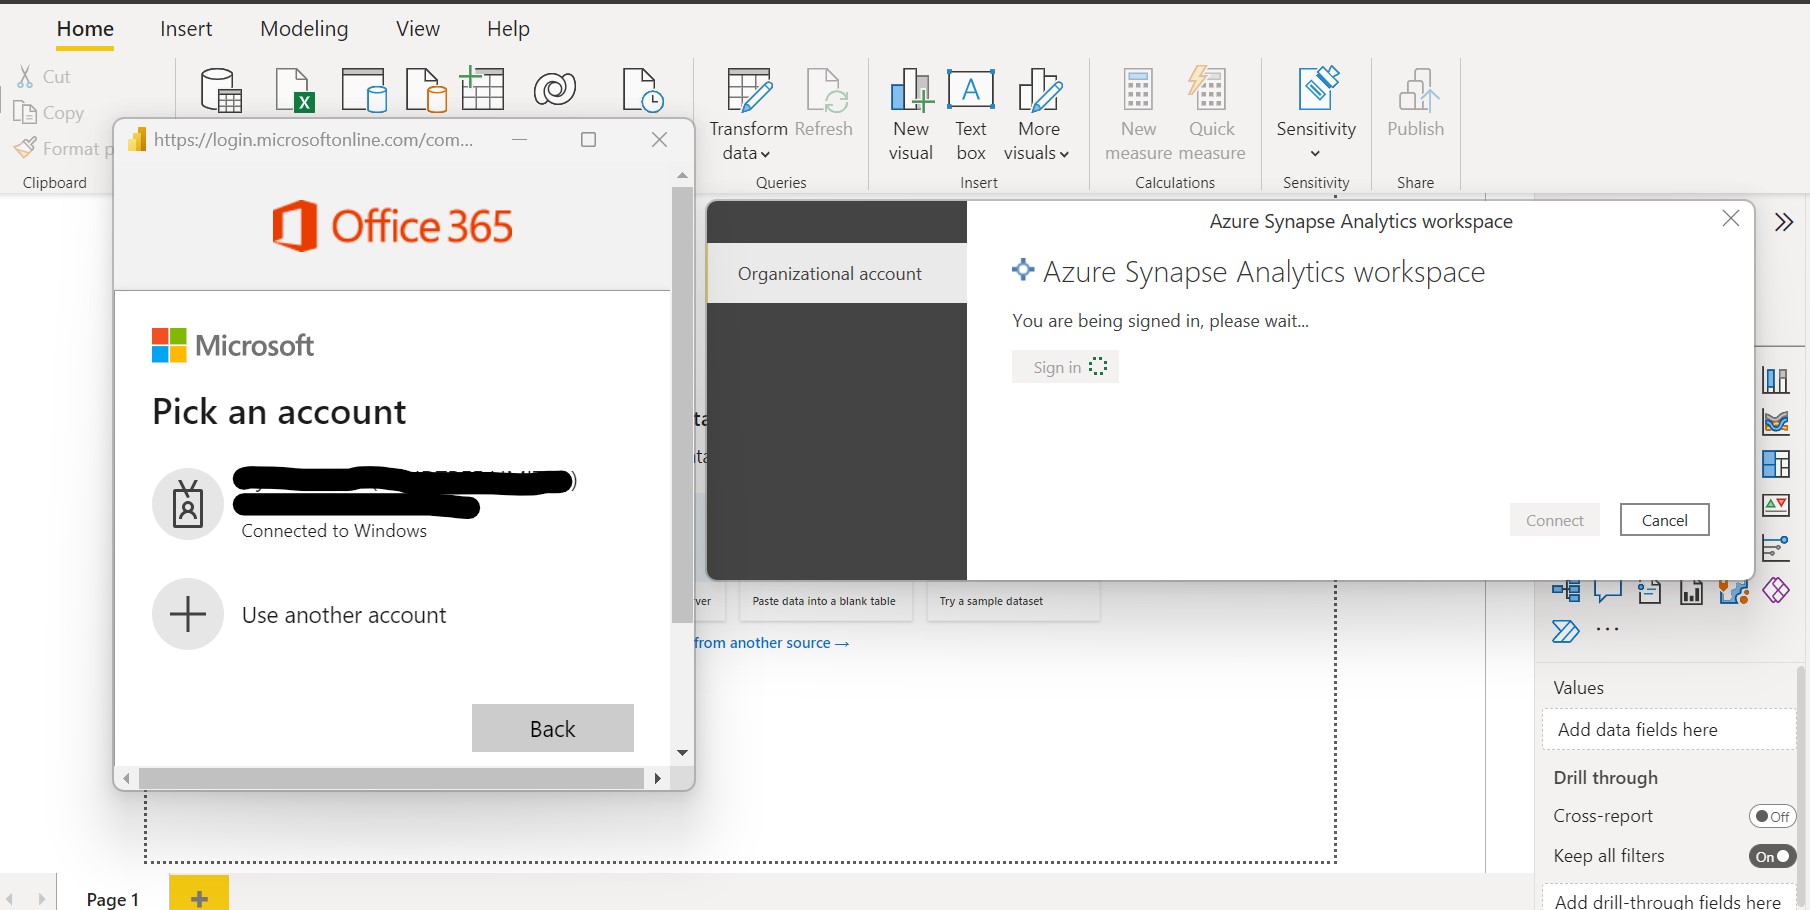 Home Insert Modeling View Help
Cut
Copy
Format p
Clipboard
X
Transform data
Refresh
Queries
New visual
A
Text box
More visuals
Insert
New measure
Quick measure
Calculations
Sensitivity
Sensitivity
Publish
Share
https://login.microsoftonline.com/com...
Office 365
Microsoft
Pick an account
)
Connected to Windows
Use another account
Back
Azure Synapse Analytics workspace
Organizational account
Azure Synapse Analytics workspace
You are being signed in, please wait...
Sign in
Connect
Cancel
ta
ata
ver
Paste data into a blank table
Try a sample dataset
from another source →
...
Values
Add data fields here
Drill through
Cross-report
Off
Keep all filters
On
Add drill-through fields here
Page 1
+